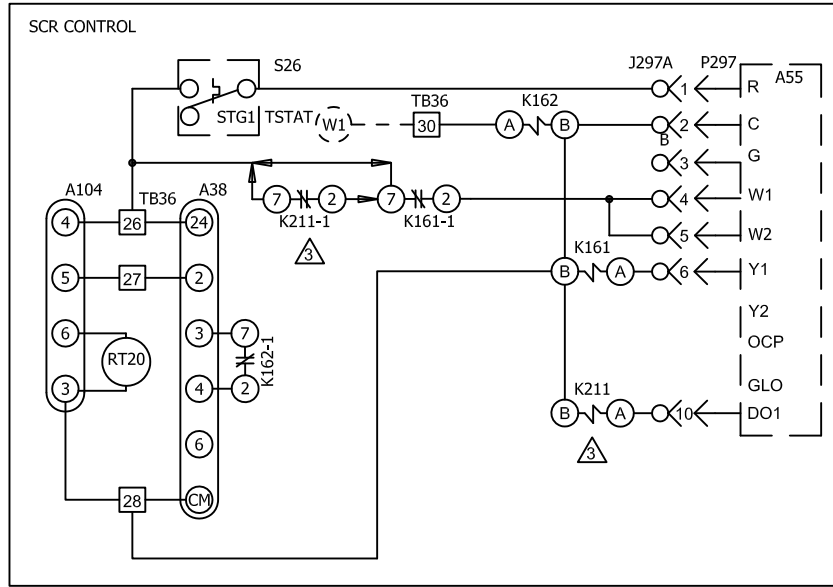 SCR CONTROL
S26
J297A P297
A55
STG1 TSTAT W1
TB36
30
K162
A B
1 R
2 C
B
3 G
4 W1
5 W2
6 Y1
Y2
OCP
GLO
10 DO1
A104 TB36 A38
4 26 24
7 2 7 2
K211-1 K161-1
3
K161
B A
5 27 2
6 RT20 3 7
K162-1
3 4 2
K211
B A
3
6
28 CM